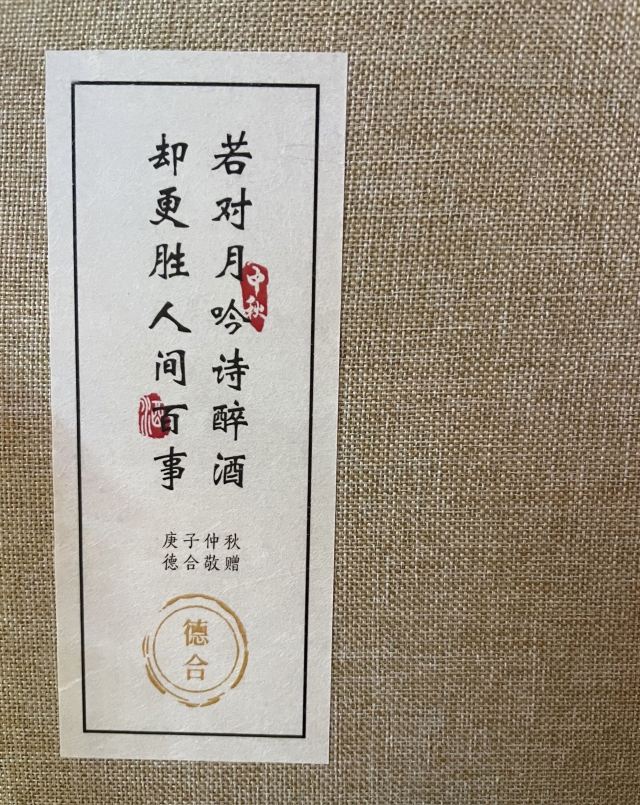 若对月吟诗醉酒
却更胜人间百事
中秋
庚子仲秋
德合敬赠
德合